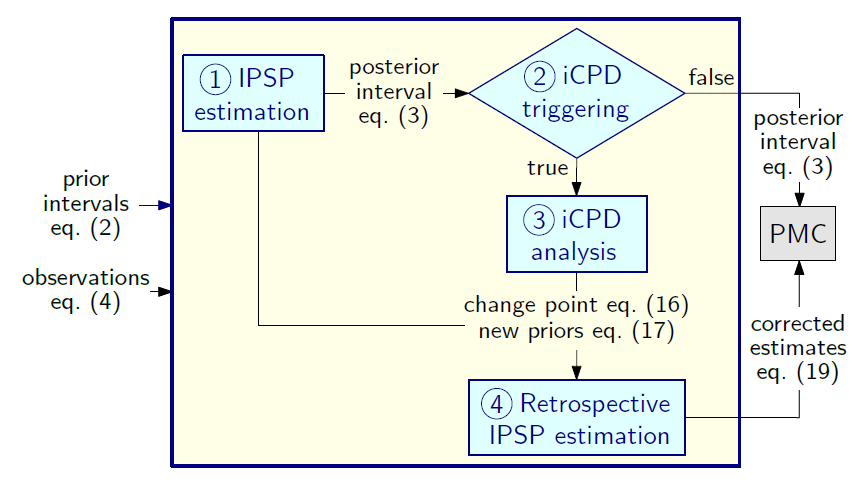 ① IPSP
estimation
posterior
interval
eq. (3)
② iCPD
triggering
false
posterior
interval
eq. (3)
true
prior
intervals
eq. (2)
③ iCPD
analysis
PMC
observations
eq. (4)
change point eq. (16)
new priors eq. (17)
corrected
estimates
eq. (19)
④ Retrospective
IPSP estimation